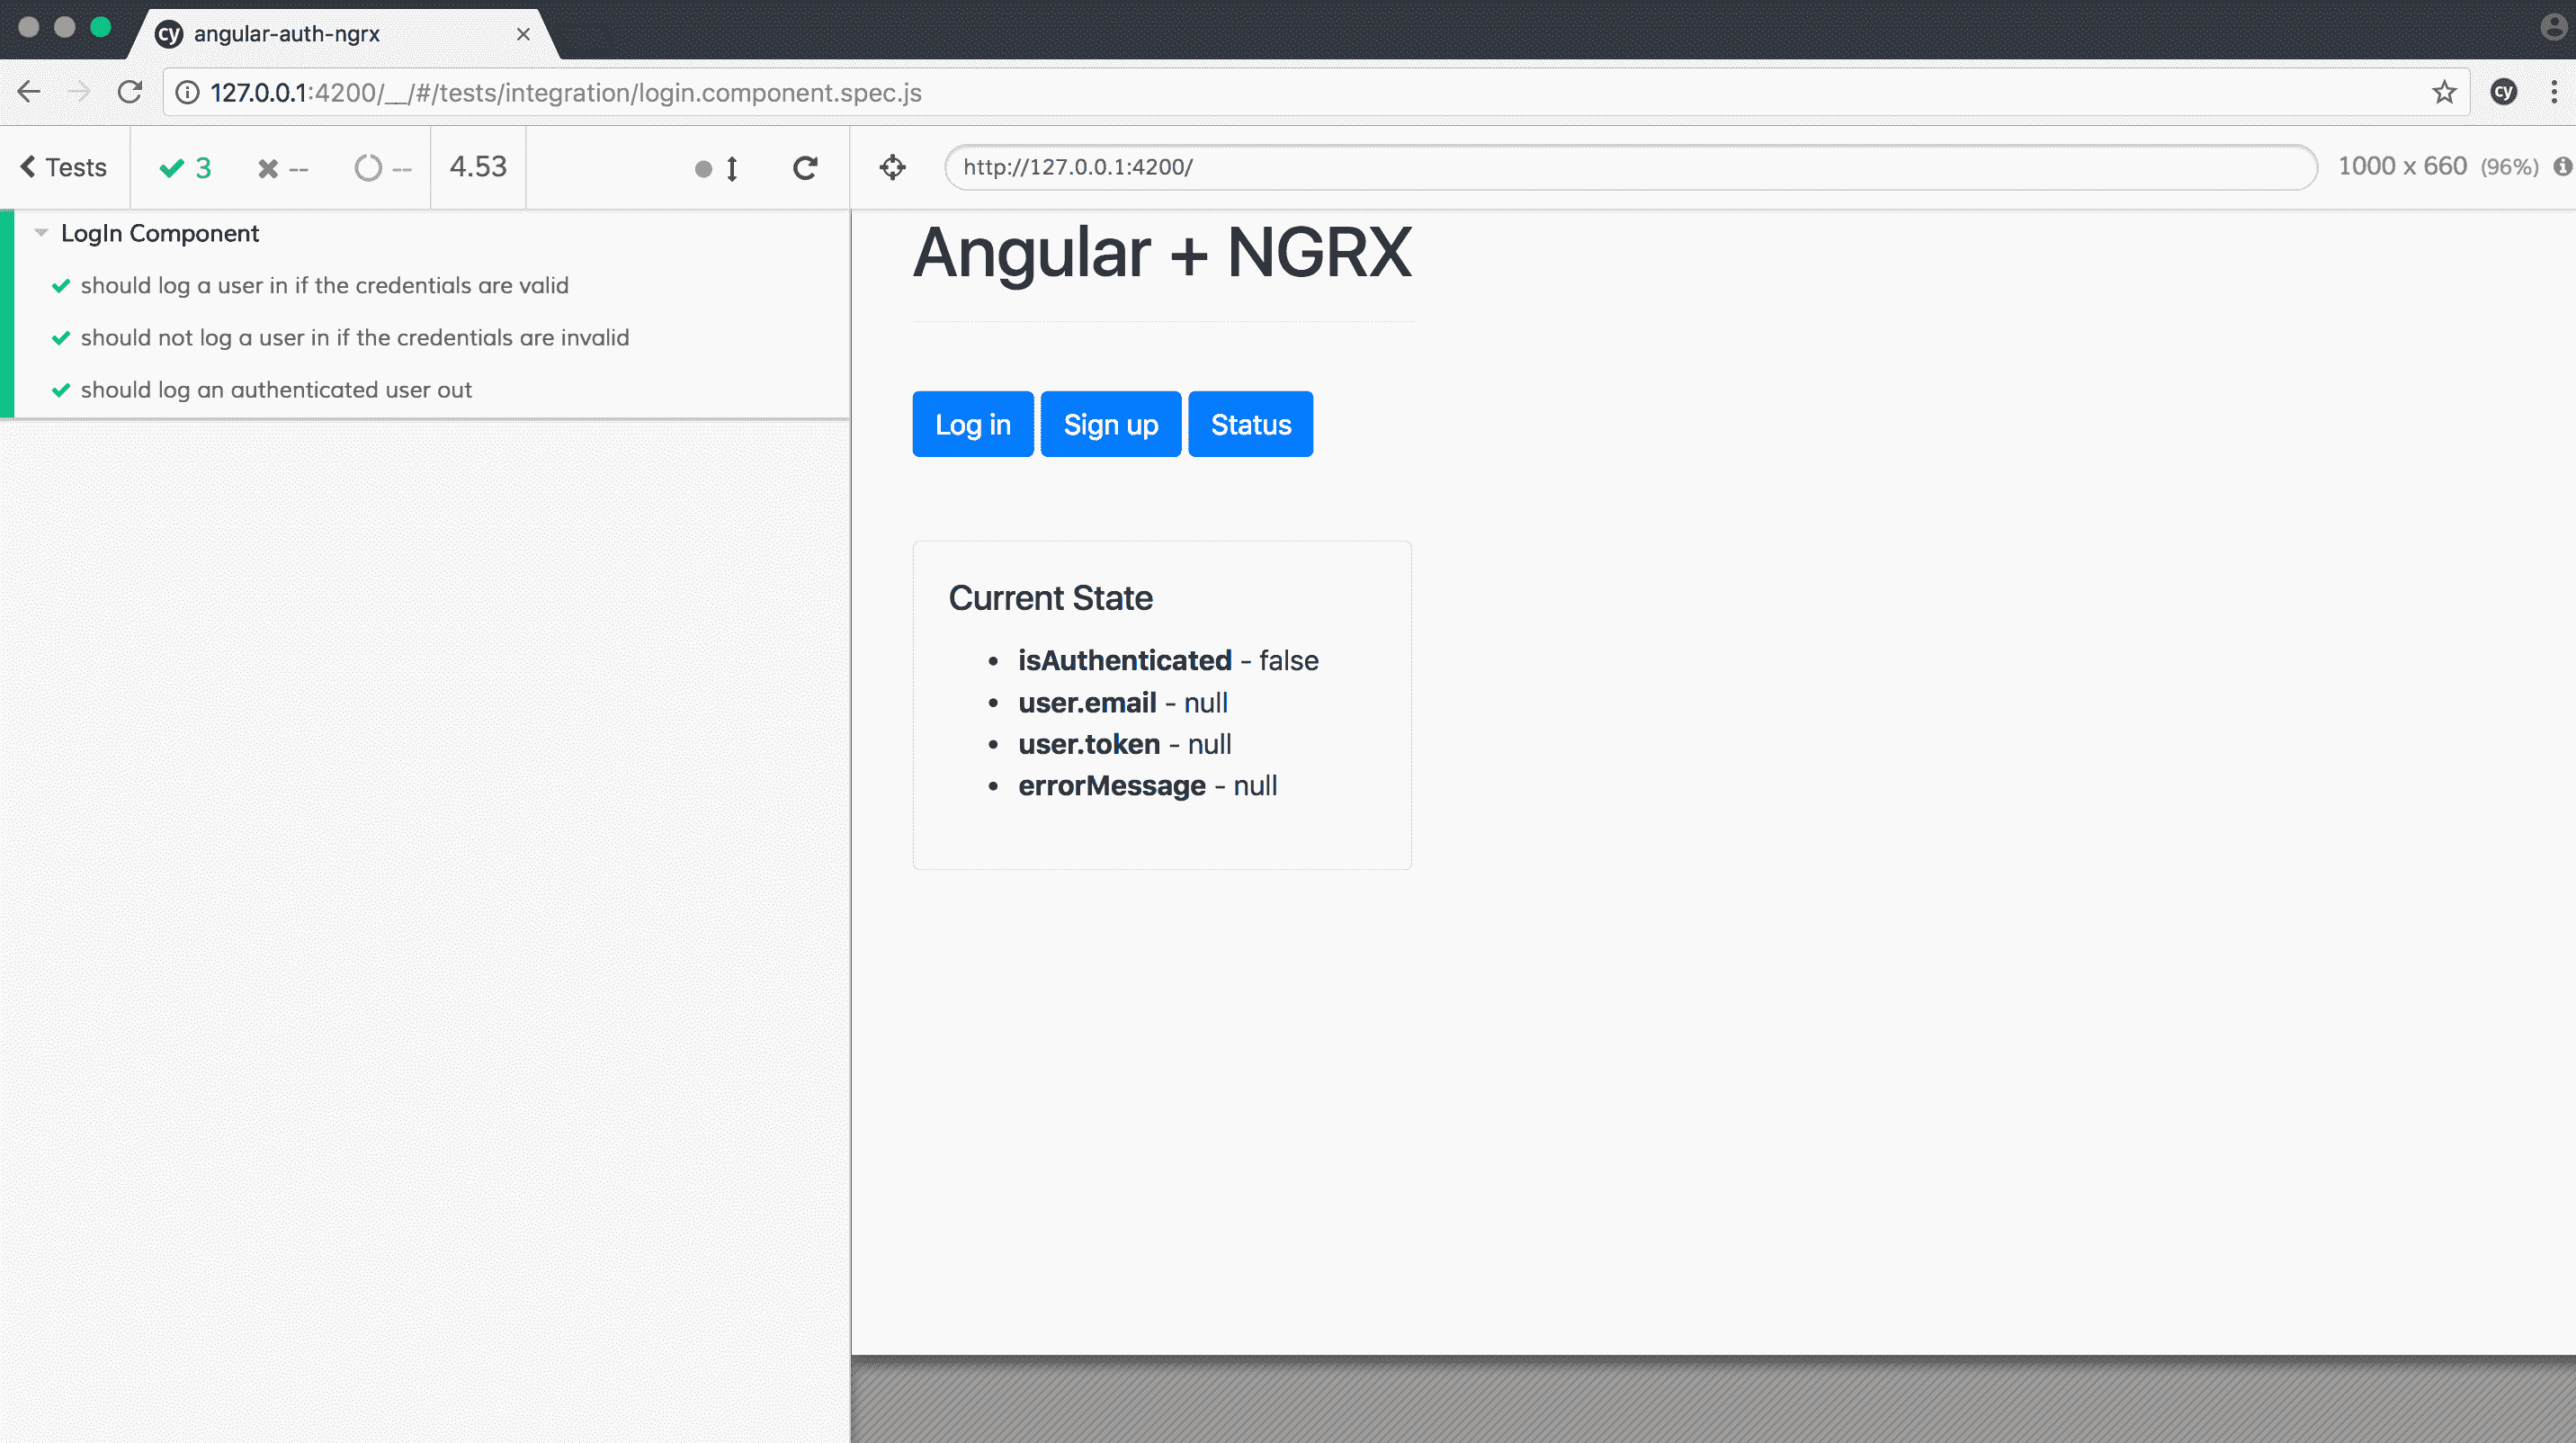 cy angular-auth-ngrx
127.0.0.1:4200/__/#/tests/integration/login.component.spec.js
cy
Tests 3 -- -- 4.53
http://127.0.0.1:4200/ 1000 x 660 (96%)
LogIn Component
should log a user in if the credentials are valid
should not log a user in if the credentials are invalid
should log an authenticated user out
Angular + NGRX
Log in Sign up Status
Current State
isAuthenticated - false
user.email - null
user.token - null
errorMessage - null